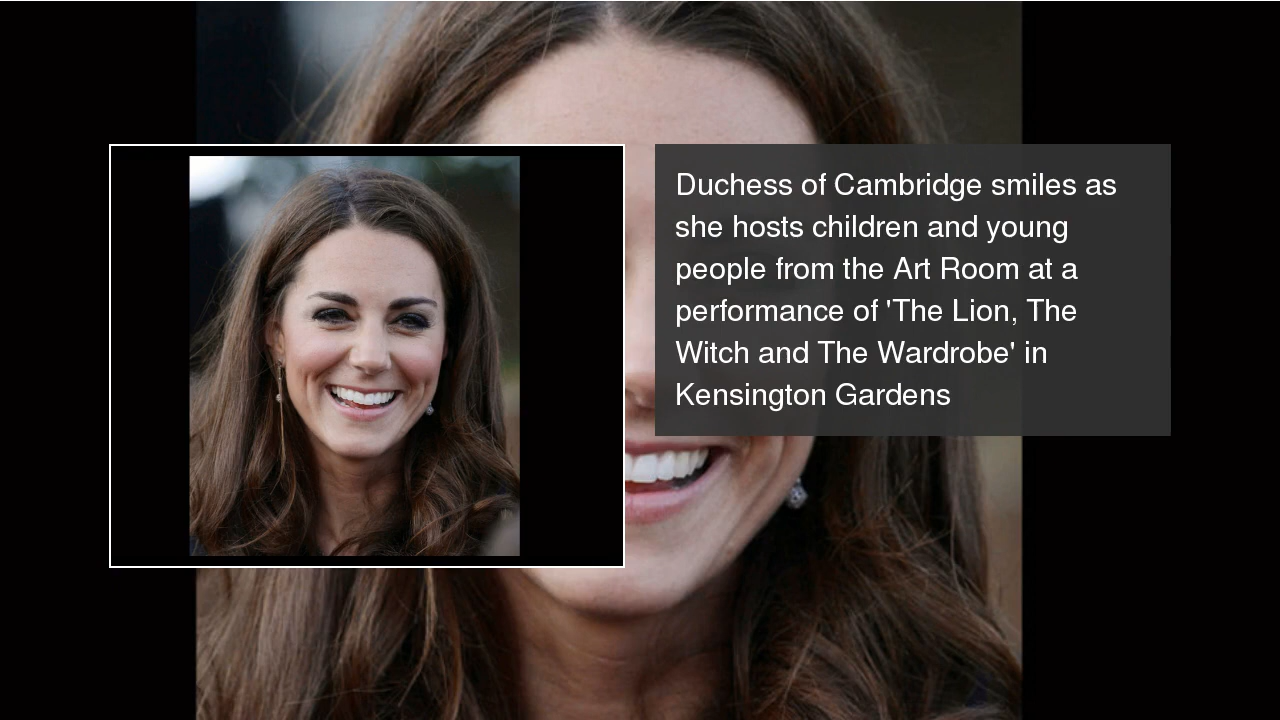 Duchess of Cambridge smiles as
she hosts children and young
people from the Art Room at a
performance of 'The Lion, The
Witch and The Wardrobe' in
Kensington Gardens